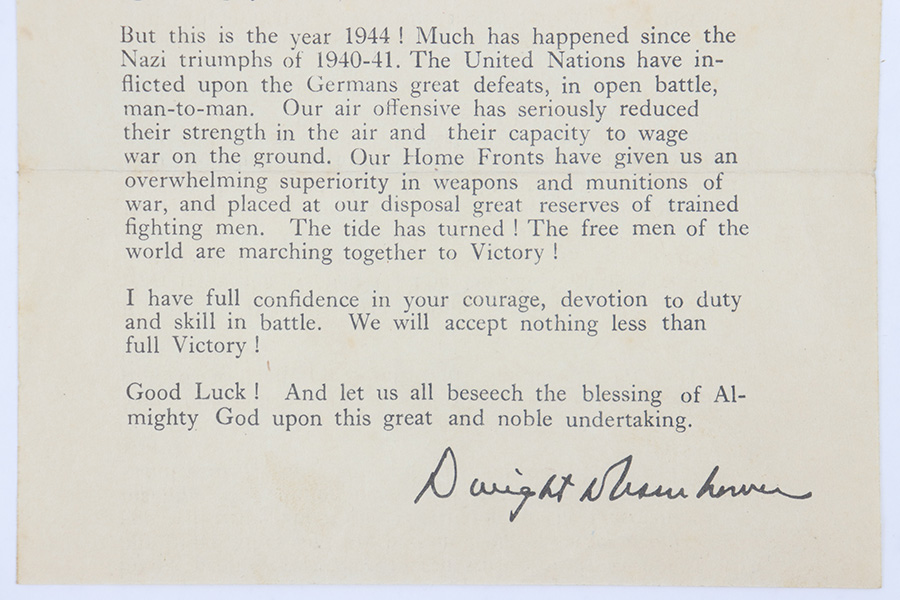 But this is the year 1944 ! Much has happened since the
Nazi triumphs of 1940-41. The United Nations have in-
flicted upon the Germans great defeats, in open battle,
man-to-man. Our air offensive has seriously reduced
their strength in the air and their capacity to wage
war on the ground. Our Home Fronts have given us an
overwhelming superiority in weapons and munitions of
war, and placed at our disposal great reserves of trained
fighting men. The tide has turned ! The free men of the
world are marching together to Victory !
I have full confidence in your courage, devotion to duty
and skill in battle. We will accept nothing less than
full Victory !
Good Luck ! And let us all beseech the blessing of Al-
mighty God upon this great and noble undertaking.
Dwight D Eisenhower